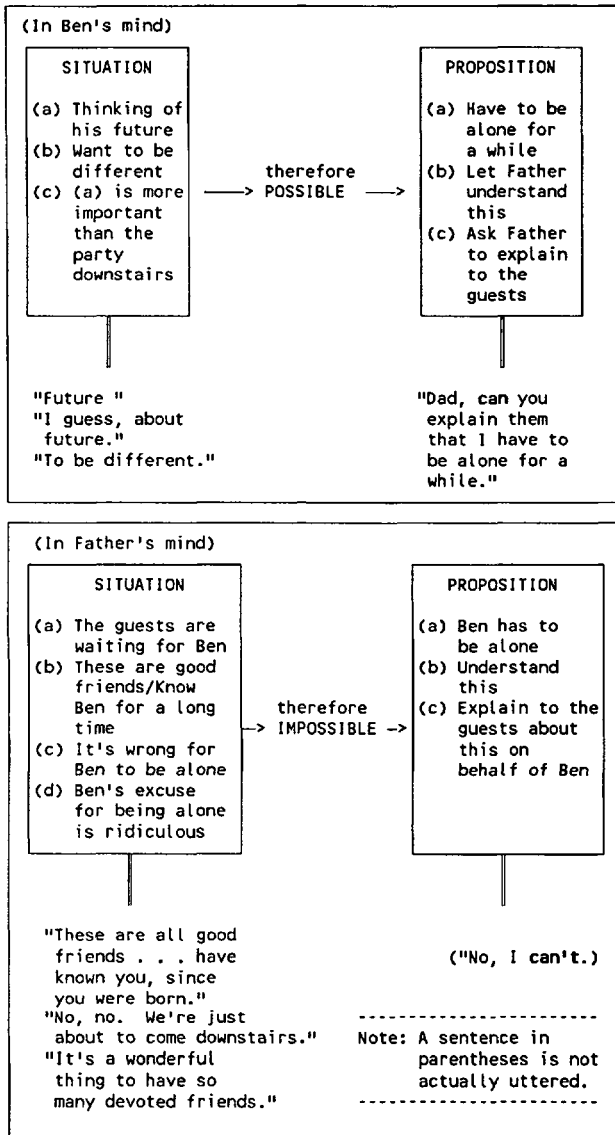 (In Ben's mind)
SITUATION
(a) Thinking of
his future
(b) Want to be
different
(c) (a) is more
important
than the
party
downstairs
therefore
POSSIBLE
PROPOSITION
(a) Have to be
alone for
a while
(b) Let Father
understand
this
(c) Ask Father
to explain
to the
guests
"Future "
"I guess, about
future."
"To be different."
"Dad, can you
explain them
that I have to
be alone for a
while."
(In Father's mind)
SITUATION
(a) The guests are
waiting for Ben
(b) These are good
friends/Know
Ben for a long
time
(c) It's wrong for
Ben to be alone
(d) Ben's excuse
for being alone
is ridiculous
therefore
IMPOSSIBLE
PROPOSITION
(a) Ben has to
be alone
(b) Understand
this
(c) Explain to the
guests about
this on
behalf of Ben
"These are all good
friends . . . have
known you, since
you were born."
"No, no. We're just
about to come downstairs."
"It's a wonderful
thing to have so
many devoted friends."
("No, I can't.)
Note: A sentence in
parentheses is not
actually uttered.